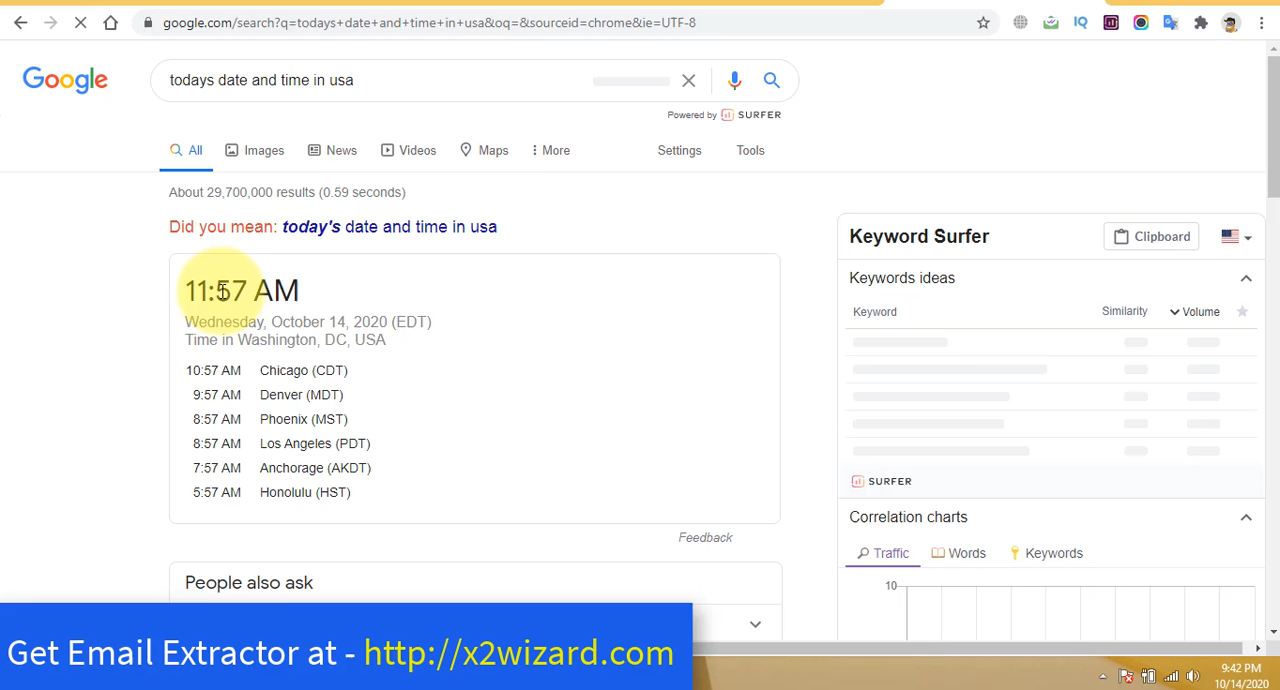 google.com/search?q=todays+date+and+time+in+usa&oq=&sourceid=chrome&ie=UTF-8
IQ
Google
todays date and time in usa
Powered by SURFER
All Images News Videos Maps More Settings Tools
About 29,700,000 results (0.59 seconds)
Did you mean: today's date and time in usa
11:57 AM
Wednesday, October 14, 2020 (EDT)
Time in Washington, DC, USA
10:57 AM Chicago (CDT)
9:57 AM Denver (MDT)
8:57 AM Phoenix (MST)
8:57 AM Los Angeles (PDT)
7:57 AM Anchorage (AKDT)
5:57 AM Honolulu (HST)
Feedback
People also ask
Keyword Surfer Clipboard
Keywords ideas
Keyword Similarity Volume
SURFER
Correlation charts
Traffic Words Keywords
10
Get Email Extractor at - http://x2wizard.com
9:42 PM
10/14/2020